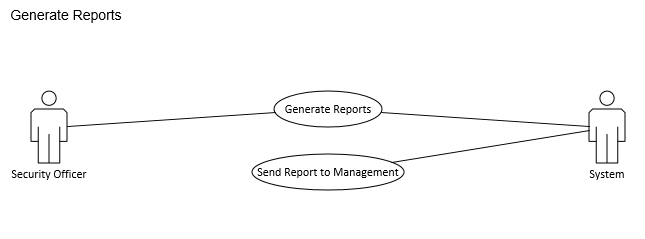 Generate Reports
Generate Reports
Send Report to Management
Security Officer
System